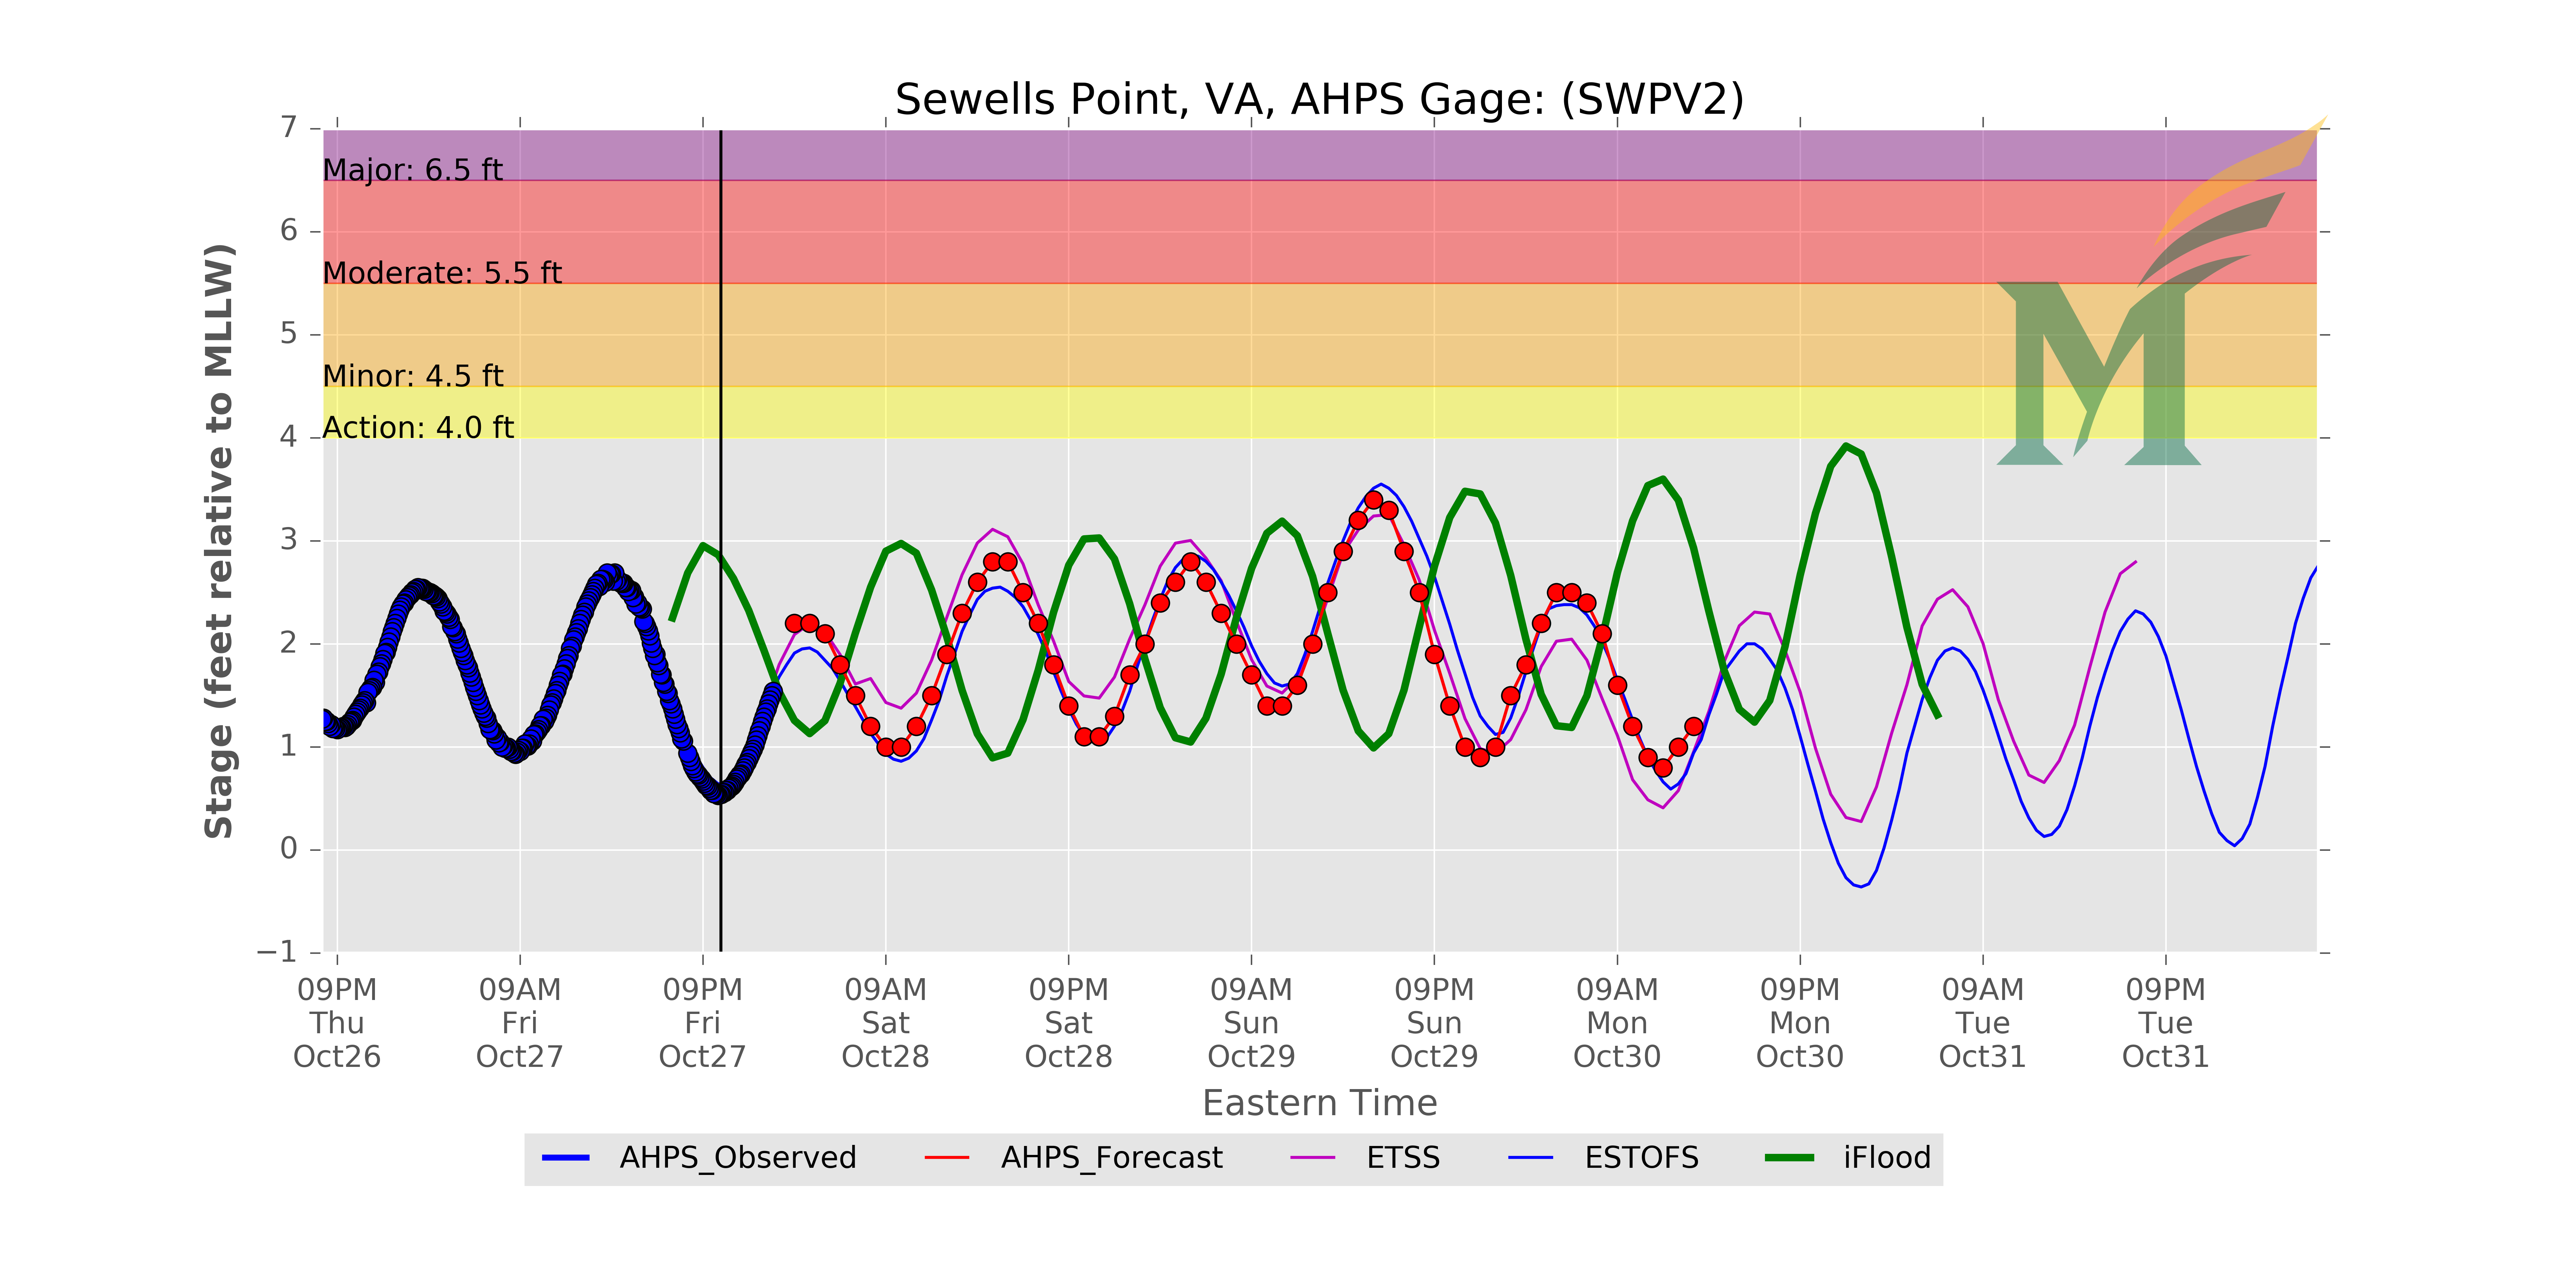 Sewells Point, VA, AHPS Gage: (SWPV2)
7
Major: 6.5 ft
6
Moderate: 5.5 ft
5
Minor: 4.5 ft
Action: 4.0 ft
4
3
2
1
0
−1
Stage (feet relative to MLLW)
09PM 09AM 09PM 09AM 09PM 09AM 09PM 09AM 09PM 09AM 09PM
Thu Fri Fri Sat Sat Sun Sun Mon Mon Tue Tue
Oct26 Oct27 Oct27 Oct28 Oct28 Oct29 Oct29 Oct30 Oct30 Oct31 Oct31
Eastern Time
AHPS_Observed AHPS_Forecast ETSS ESTOFS iFlood